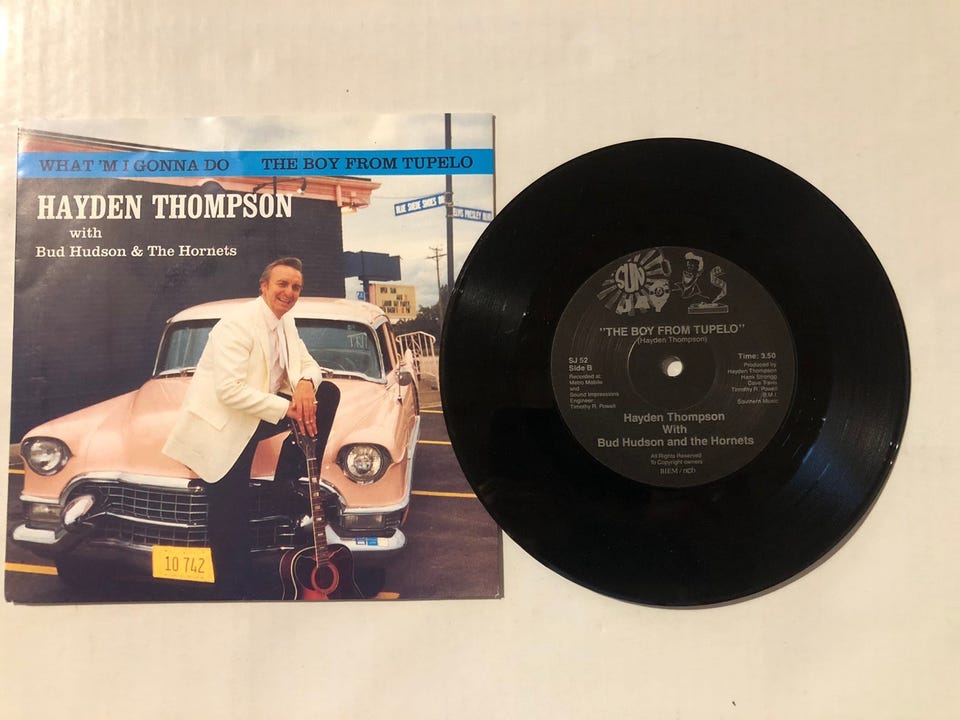 WHAT 'M I GONNA DO THE BOY FROM TUPELO
HAYDEN THOMPSON
with
Bud Hudson & The Hornets
BLUE SUEDE SHOES DR
ELVIS PRESLEY BLVD
10 742
SUN
"THE BOY FROM TUPELO"
(Hayden Thompson)
SJ 52
Side B
Recorded at:
Metro Mobile
and
Sound Impressions
Engineer:
Timothy R. Powell
Time: 3.50
Produced by
Hayden Thompson
Dave Travis
Timothy R. Powell
B.M.I.
Southern Music
Hayden Thompson
With
Bud Hudson and the Hornets
All Rights Reserved
To Copyright owners
BIEM / ncb